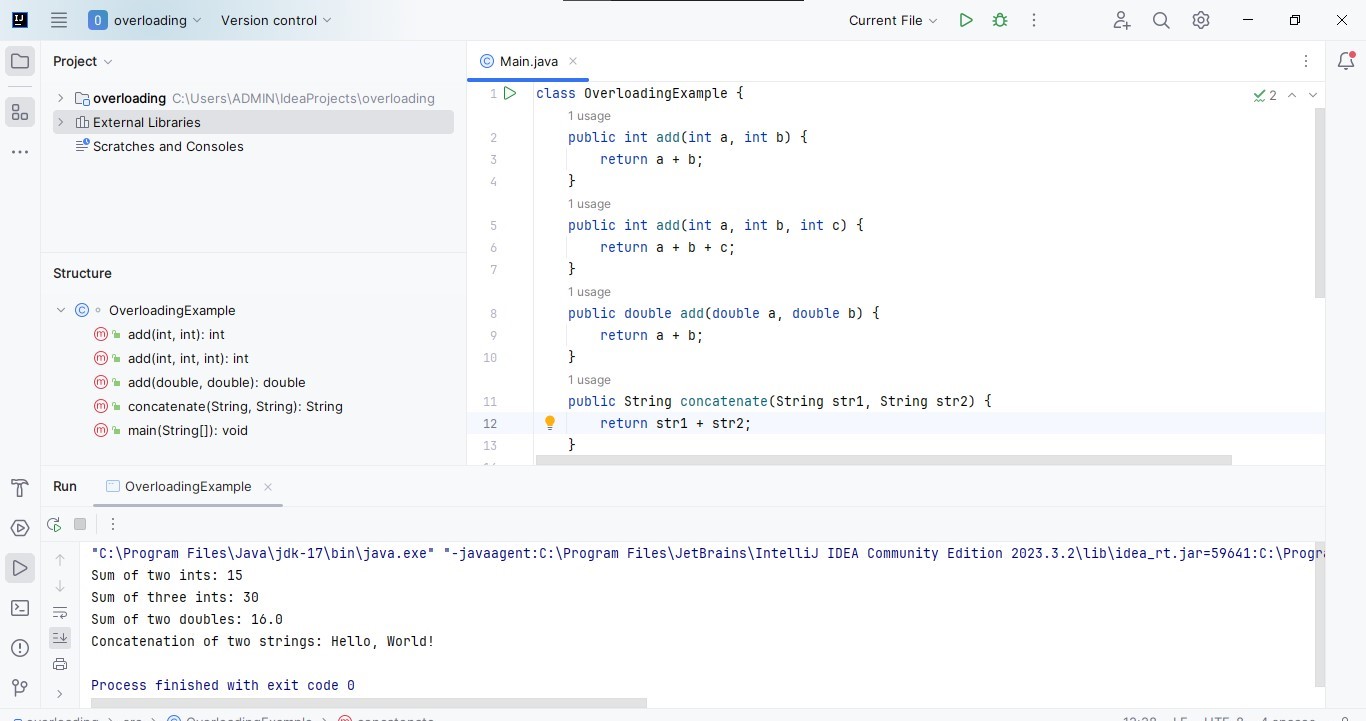 IJ
O overloading Version control Current File
Project
overloading C:\Users\ADMIN\IdeaProjects\overloading
External Libraries
Scratches and Consoles
Structure
OverloadingExample
m add(int, int): int
m add(int, int, int): int
m add(double, double): double
m concatenate(String, String): String
m main(String[]): void
Main.java
2
1 class OverloadingExample {
1 usage
2 public int add(int a, int b) {
3 return a + b;
4 }
1 usage
5 public int add(int a, int b, int c) {
6 return a + b + c;
7 }
1 usage
8 public double add(double a, double b) {
9 return a + b;
10 }
1 usage
11 public String concatenate(String str1, String str2) {
12 return str1 + str2;
13 }
Run OverloadingExample
"C:\Program Files\Java\jdk-17\bin\java.exe" "-javaagent:C:\Program Files\JetBrains\IntelliJ IDEA Community Edition 2023.3.2\lib\idea_rt.jar=59641:C:\Progra
Sum of two ints: 15
Sum of three ints: 30
Sum of two doubles: 16.0
Concatenation of two strings: Hello, World!
Process finished with exit code 0